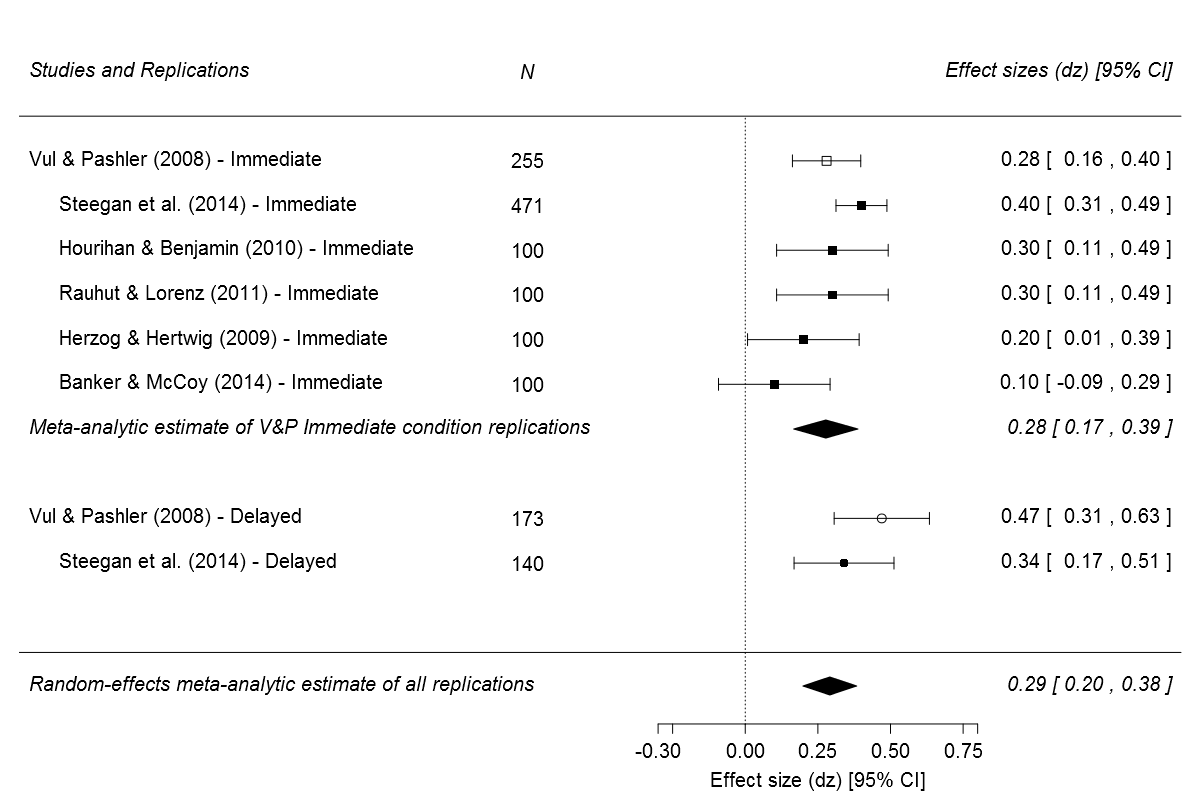 Studies and Replications N Effect sizes (dz) [95% CI]
Vul & Pashler (2008) - Immediate 255 0.28 [ 0.16 , 0.40 ]
Steegan et al. (2014) - Immediate 471 0.40 [ 0.31 , 0.49 ]
Hourihan & Benjamin (2010) - Immediate 100 0.30 [ 0.11 , 0.49 ]
Rauhut & Lorenz (2011) - Immediate 100 0.30 [ 0.11 , 0.49 ]
Herzog & Hertwig (2009) - Immediate 100 0.20 [ 0.01 , 0.39 ]
Banker & McCoy (2014) - Immediate 100 0.10 [ -0.09 , 0.29 ]
Meta-analytic estimate of V&P Immediate condition replications 0.28 [ 0.17 , 0.39 ]
Vul & Pashler (2008) - Delayed 173 0.47 [ 0.31 , 0.63 ]
Steegan et al. (2014) - Delayed 140 0.34 [ 0.17 , 0.51 ]
Random-effects meta-analytic estimate of all replications 0.29 [ 0.20 , 0.38 ]
-0.30 0.00 0.25 0.50 0.75
Effect size (dz) [95% CI]